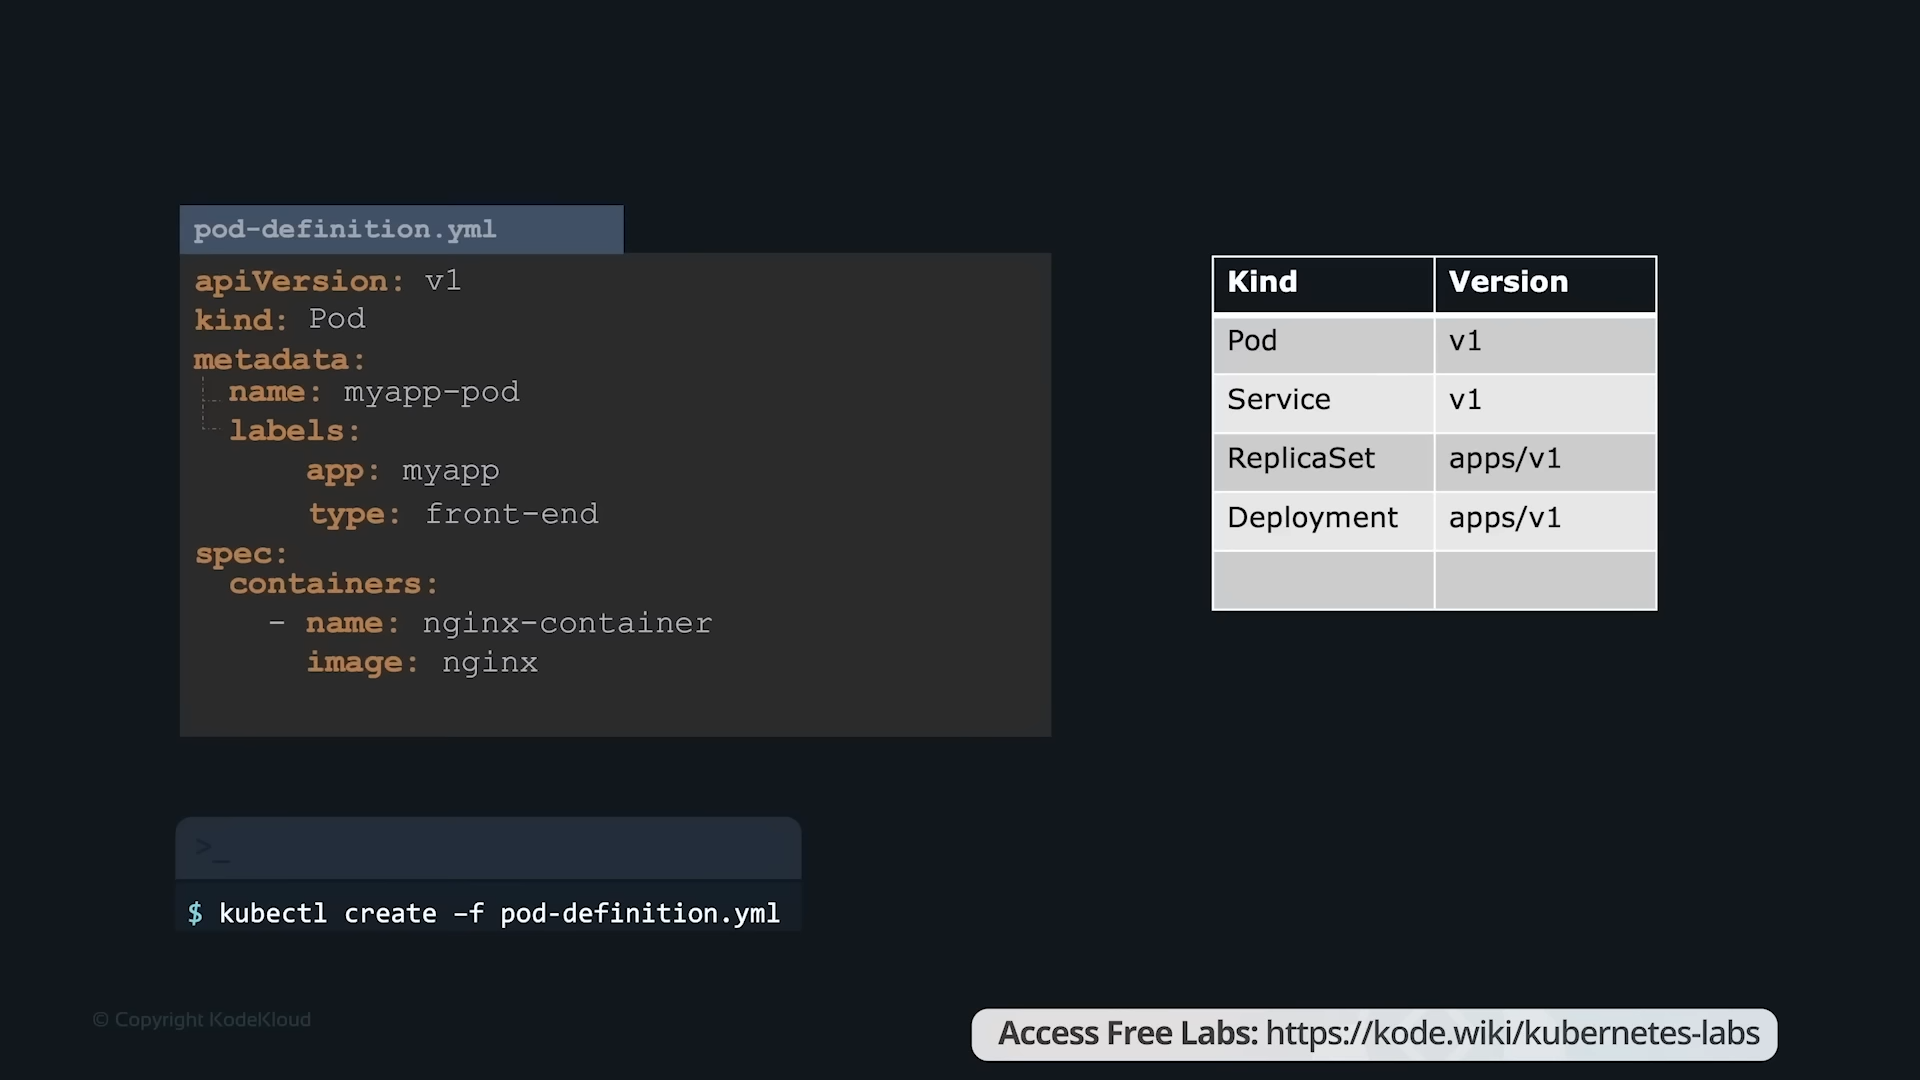 pod-definition.yml
apiVersion: v1
kind: Pod
metadata:
name: myapp-pod
labels:
app: myapp
type: front-end
spec:
containers:
- name: nginx-container
image: nginx
Kind Version
Pod v1
Service v1
ReplicaSet apps/v1
Deployment apps/v1
>_
$ kubectl create –f pod-definition.yml
© Copyright KodeKloud
Access Free Labs: https://kode.wiki/kubernetes-labs